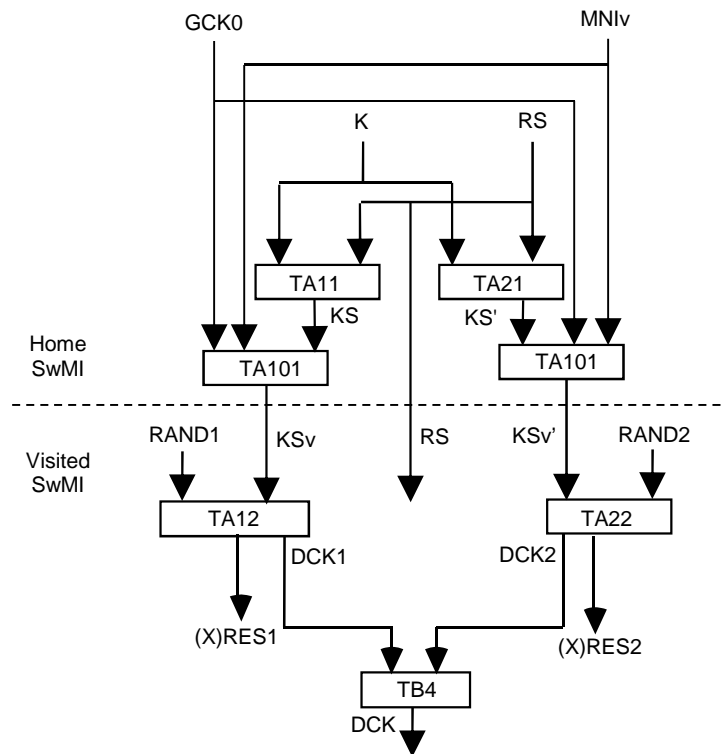 GCK0
MNIv
K
RS
TA11
TA21
KS
KS'
Home
SwMI
TA101
TA101
RAND1
KSv
RS
KSv’
RAND2
Visited
SwMI
TA12
TA22
DCK1
DCK2
(X)RES1
(X)RES2
TB4
DCK